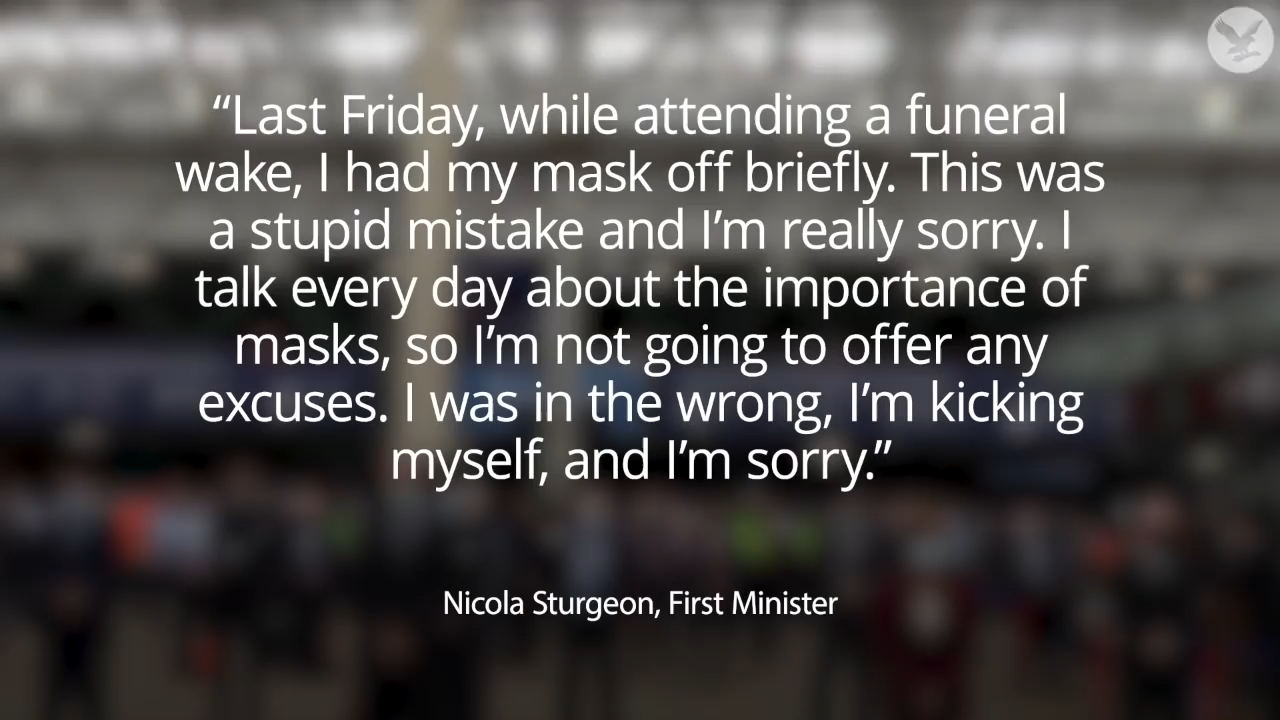 “Last Friday, while attending a funeral
wake, I had my mask off briefly. This was
a stupid mistake and I’m really sorry. I
talk every day about the importance of
masks, so I’m not going to offer any
excuses. I was in the wrong, I’m kicking
myself, and I’m sorry.”
Nicola Sturgeon, First Minister